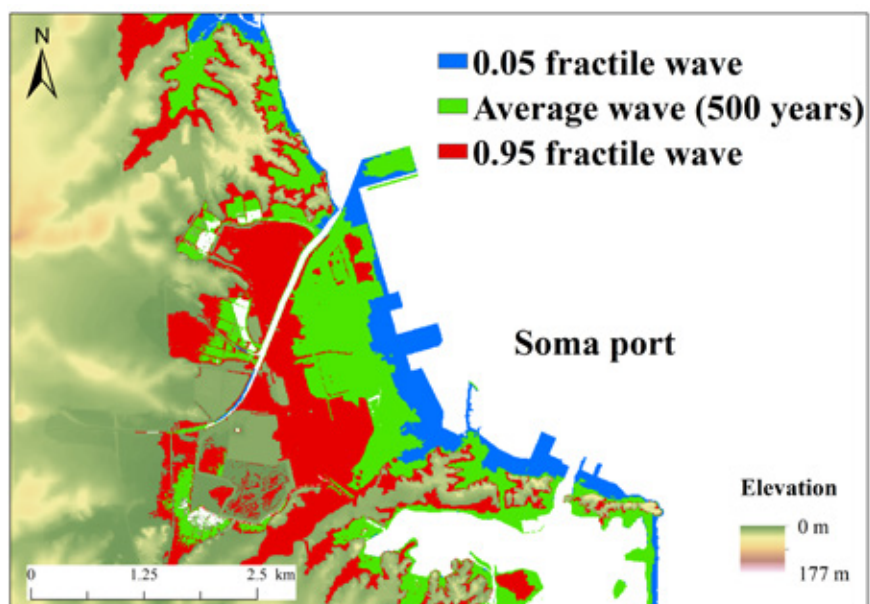 N
0.05 fractile wave
Average wave (500 years)
0.95 fractile wave
Soma port
Elevation
0 m
177 m
0 1.25 2.5 km